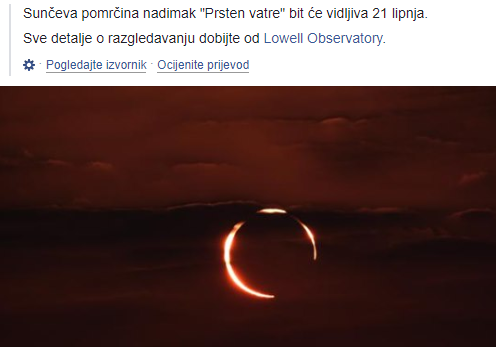 Sunčeva pomrčina nadimak "Prsten vatre" bit će vidljiva 21 lipnja.
Sve detalje o razgledavanju dobijte od Lowell Observatory.
· Pogledajte izvornik · Ocijenite prijevod